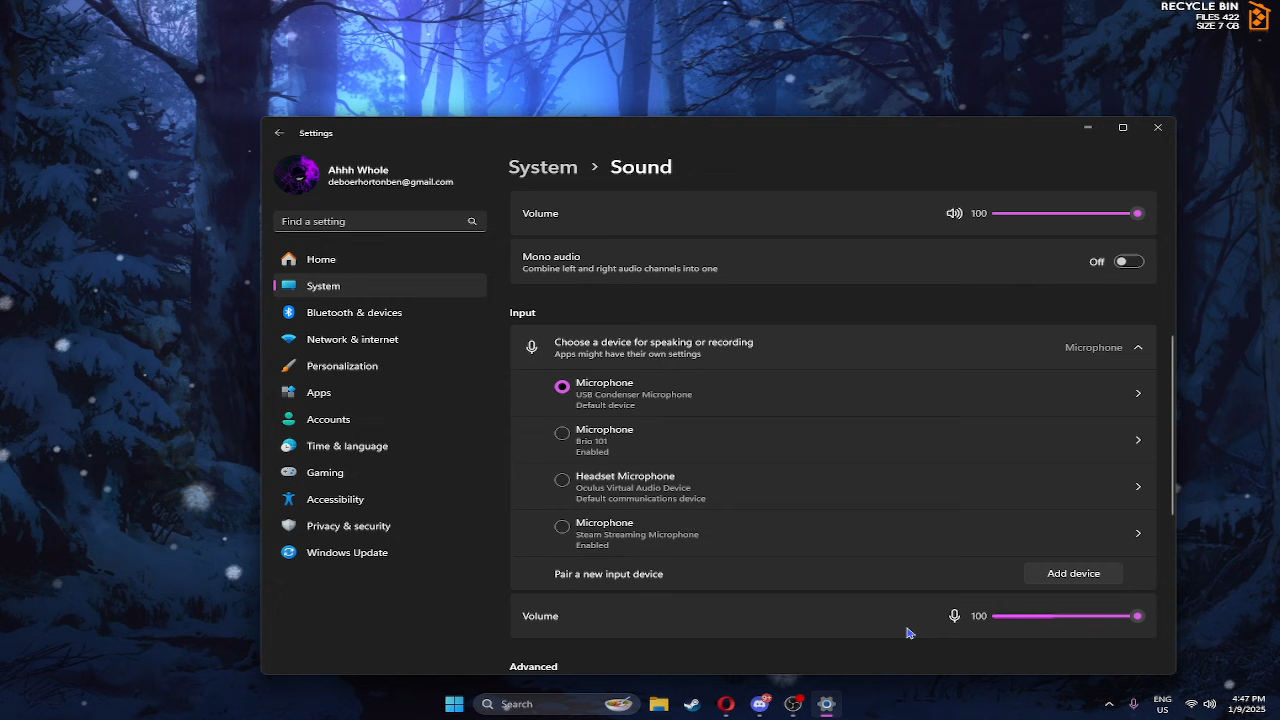 RECYCLE BIN
FILES 422
SIZE 7 GB
Settings
Ahhh Whole
deboerhortonben@gmail.com
Find a setting
Home
System
Bluetooth & devices
Network & internet
Personalization
Apps
Accounts
Time & language
Gaming
Accessibility
Privacy & security
Windows Update
System > Sound
Volume 100
Mono audio
Combine left and right audio channels into one
Off
Input
Choose a device for speaking or recording
Apps might have their own settings
Microphone
Microphone
USB Condenser Microphone
Default device
Microphone
Brio 101
Enabled
Headset Microphone
Oculus Virtual Audio Device
Default communications device
Microphone
Steam Streaming Microphone
Enabled
Pair a new input device
Add device
Volume 100
Advanced
Search
9+
ENG
US
4:47 PM
1/9/2025